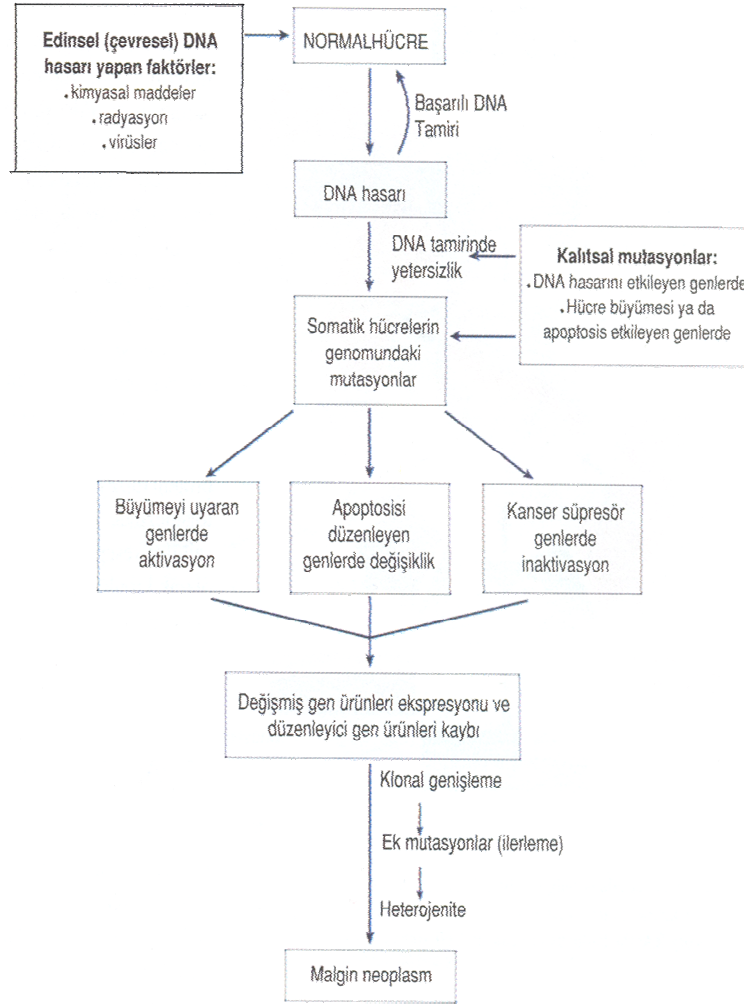 Edinsel (çevresel) DNA
hasarı yapan faktörler:
.kimyasal maddeler
.radyasyon
.virüsler
NORMALHÜCRE
Başarılı DNA
Tamiri
DNA hasarı
DNA tamirinde
yetersizlik
Kalıtsal mutasyonlar:
.DNA hasarını etkileyen genlerde
.Hücre büyümesi ya da
apoptosis etkileyen genlerde
Somatik hücrelerin
genomundaki
mutasyonlar
Büyümeyi uyaran
genlerde
aktivasyon
Apoptosisi
düzenleyen
genlerde değişiklik
Kanser süpresör
genlerde
inaktivasyon
Değişmiş gen ürünleri ekspresyonu ve
düzenleyici gen ürünleri kaybı
Klonal genişleme
Ek mutasyonlar (ilerleme)
Heterojenite
Malgin neoplasm